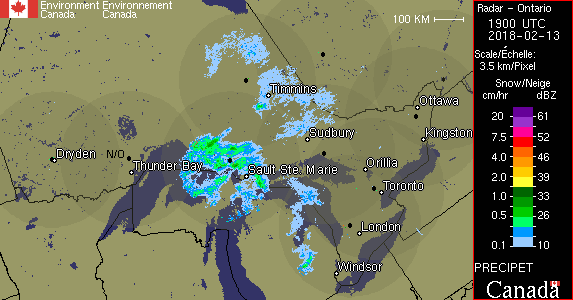 Environment Environnement
Canada Canada
100 KM
Timmins
Ottawa
Sudbury
Kingston
Dryden
N/O
Thunder Bay
Sault Ste. Marie
Orillia
Toronto
London
Windsor
Radar - Ontario
1900 UTC
2018-02-13
Scale/Échelle:
3.5 km/Pixel
Snow/Neige
cm/hr dBZ
20 61
7.5 52
4.0 46
2.0 39
1.0 33
0.5 26
0.1 10
PRECIPET
Canada